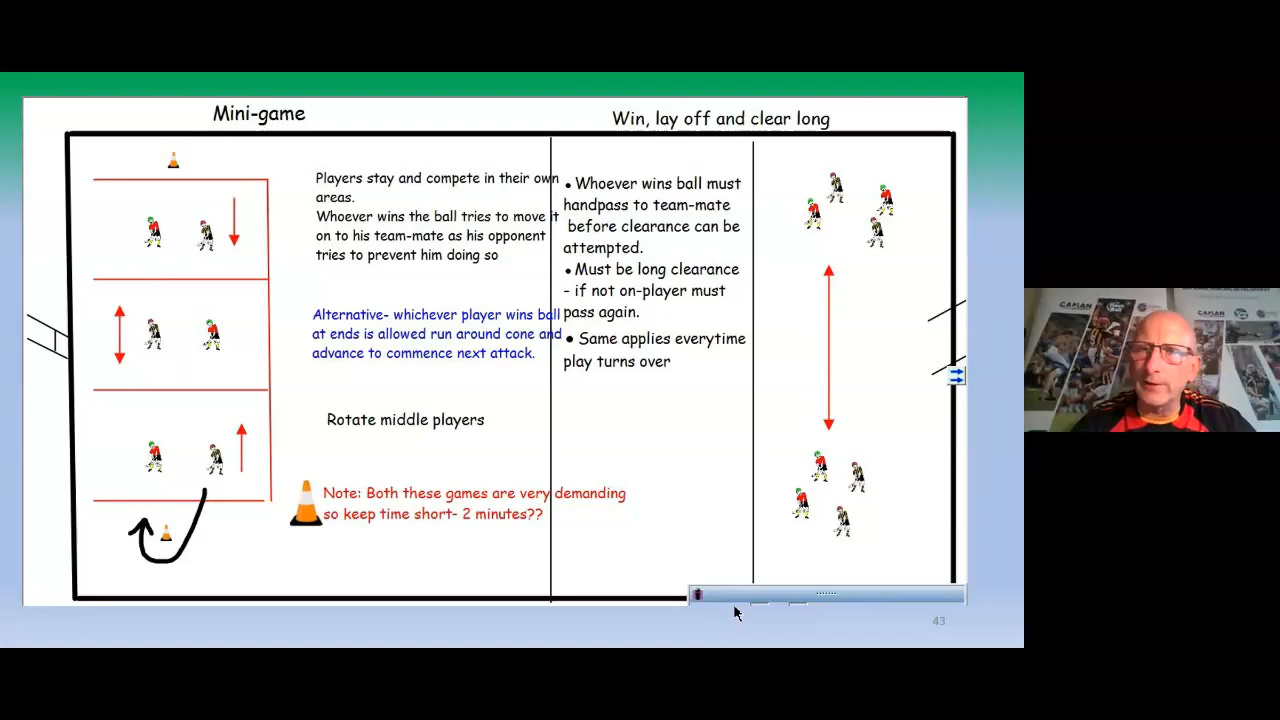 Mini-game
Win, lay off and clear long
Players stay and compete in their own
areas.
Whoever wins the ball tries to move it
on to his team-mate as his opponent
tries to prevent him doing so
Alternative- whichever player wins ball
at ends is allowed run around cone and
advance to commence next attack.
Rotate middle players
Note: Both these games are very demanding
so keep time short- 2 minutes??
• Whoever wins ball must
handpass to team-mate
before clearance can be
attempted.
• Must be long clearance
- if not on-player must
pass again.
• Same applies everytime
play turns over
43
CAMÁN
CAMÁN